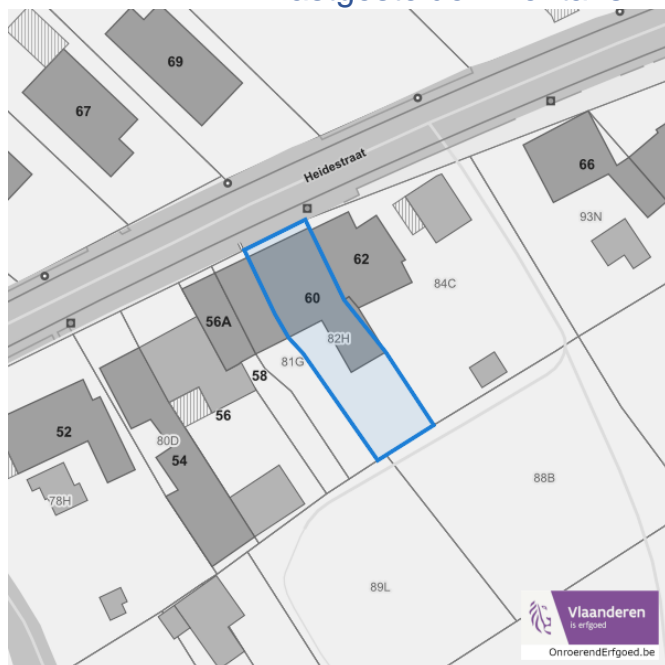 69
67
Heidestraat
66
93N
62
84C
60
56A
82H
81G
58
56
52
80D
54
78H
88B
89L
Vlaanderen
is erfgoed
OnroerendErfgoed.be